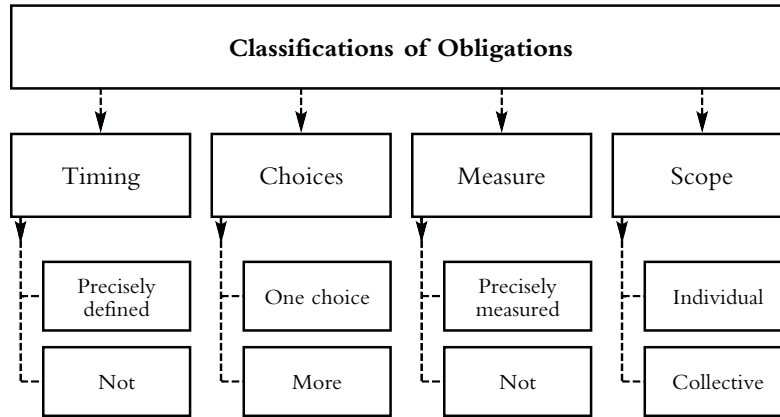 Classifications of Obligations
Timing
Choices
Measure
Scope
Precisely
defined
One choice
Precisely
measured
Individual
Not
More
Not
Collective